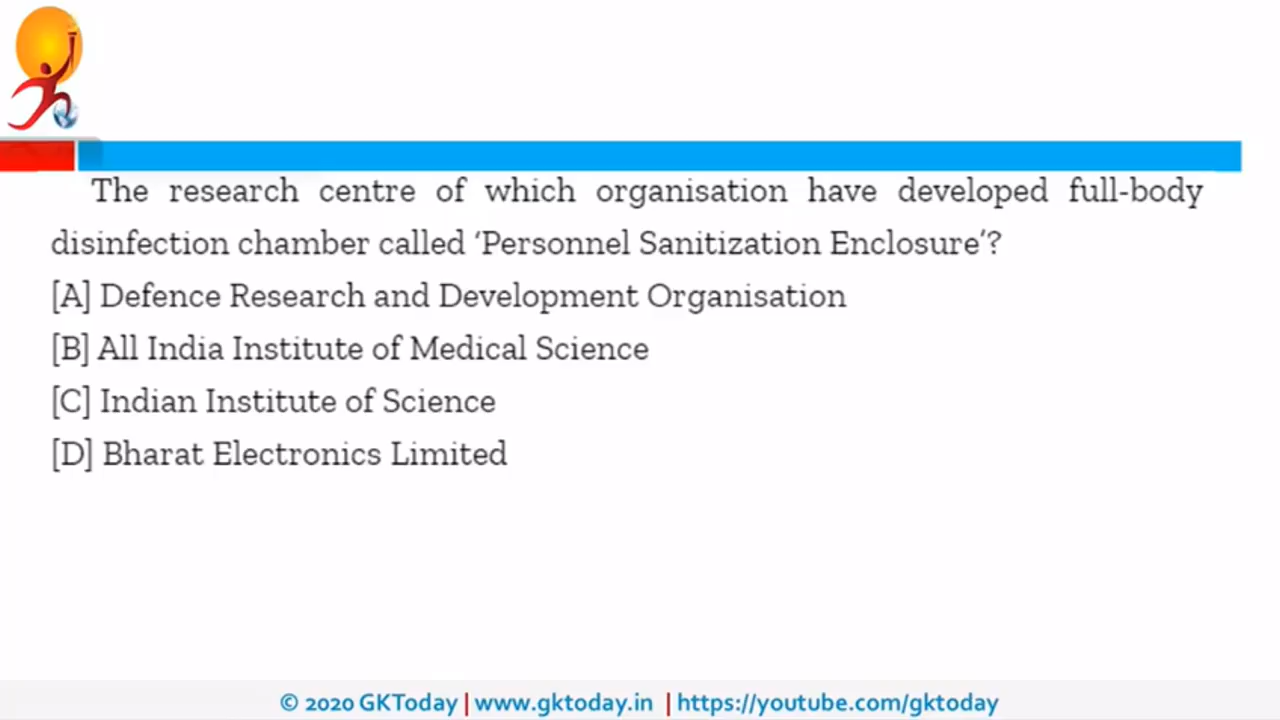 The research centre of which organisation have developed full-body
disinfection chamber called ‘Personnel Sanitization Enclosure’?
[A] Defence Research and Development Organisation
[B] All India Institute of Medical Science
[C] Indian Institute of Science
[D] Bharat Electronics Limited
© 2020 GKToday | www.gktoday.in | https://youtube.com/gktoday